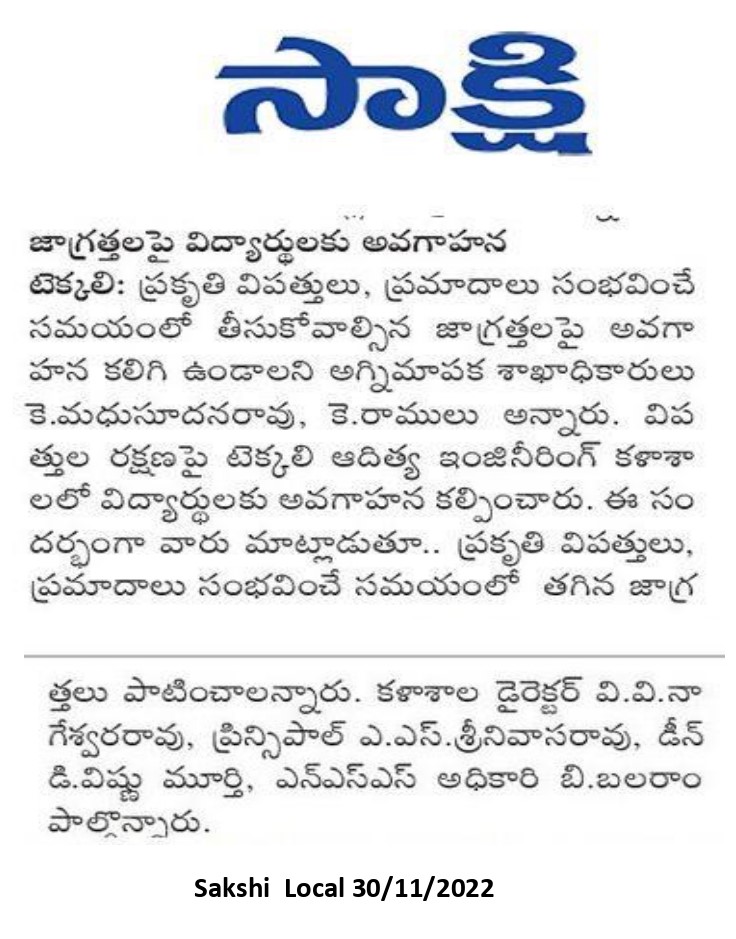 సాక్షి
జాగ్రత్తలపై విద్యార్థులకు అవగాహన
టెక్కలి: ప్రకృతి విపత్తులు, ప్రమాదాలు సంభవించే
సమయంలో తీసుకోవాల్సిన జాగ్రత్తలపై అవగా
హన కలిగి ఉండాలని అగ్నిమాపక శాఖాధికారులు
కె.మధుసూదనరావు, కె.రాములు అన్నారు. విప
త్తుల రక్షణపై టెక్కలి ఆదిత్య ఇంజినీరింగ్ కళాశా
లలో విద్యార్థులకు అవగాహన కల్పించారు. ఈ సం
దర్భంగా వారు మాట్లాడుతూ.. ప్రకృతి విపత్తులు,
ప్రమాదాలు సంభవించే సమయంలో తగిన జాగ్ర
త్తలు పాటించాలన్నారు. కళాశాల డైరెక్టర్ వి.వి.నా
గేశ్వరరావు, ప్రిన్సిపాల్ ఎ.ఎస్.శ్రీనివాసరావు, డీన్
డి.విష్ణు మూర్తి, ఎన్ఎస్ఎస్ అధికారి బి.బలరాం
పాల్గొన్నారు.
Sakshi Local 30/11/2022